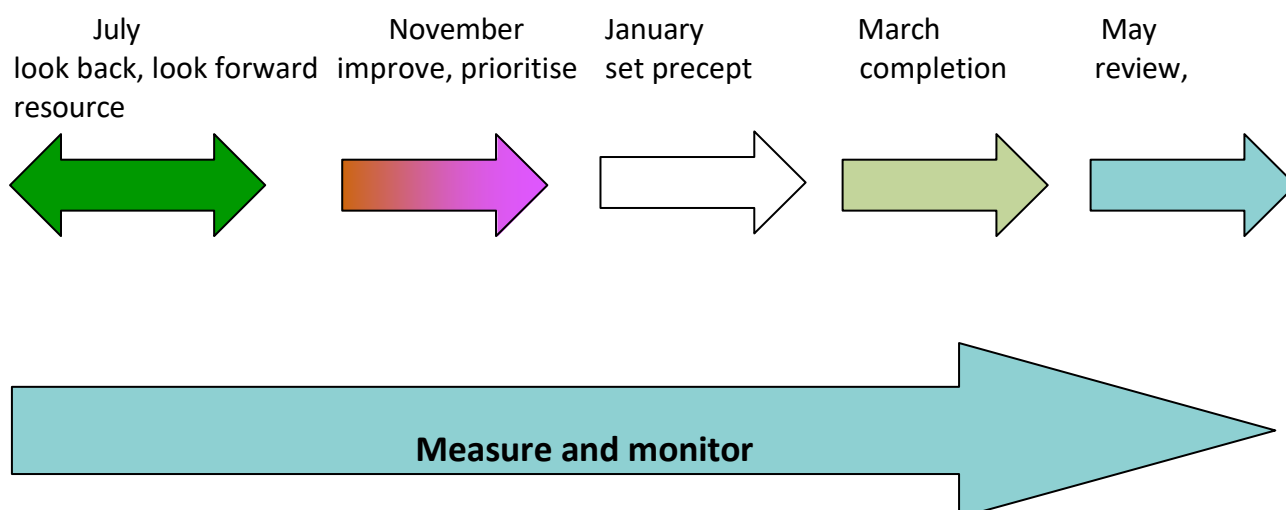 July November January March May
look back, look forward improve, prioritise set precept completion review,
resource
Measure and monitor